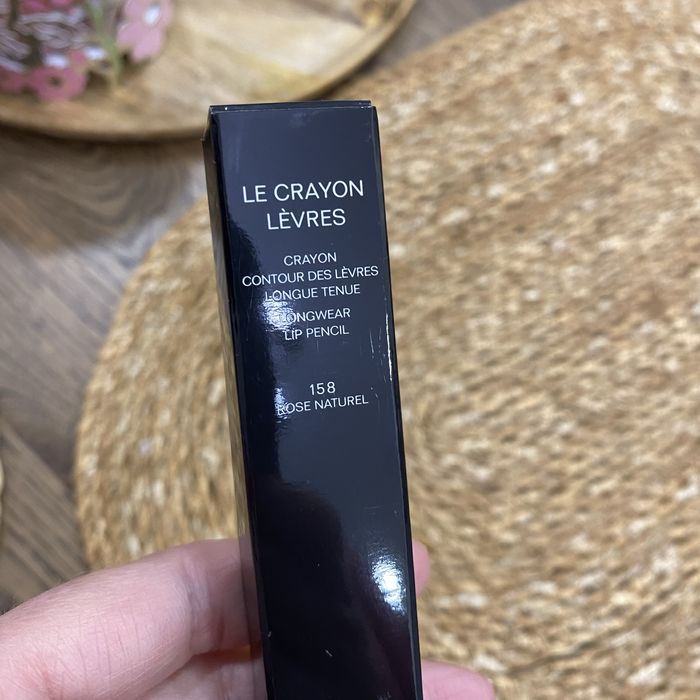 LE CRAYON
LÈVRES
CRAYON
CONTOUR DES LÈVRES
LONGUE TENUE
LONGWEAR
LIP PENCIL
158
ROSE NATUREL